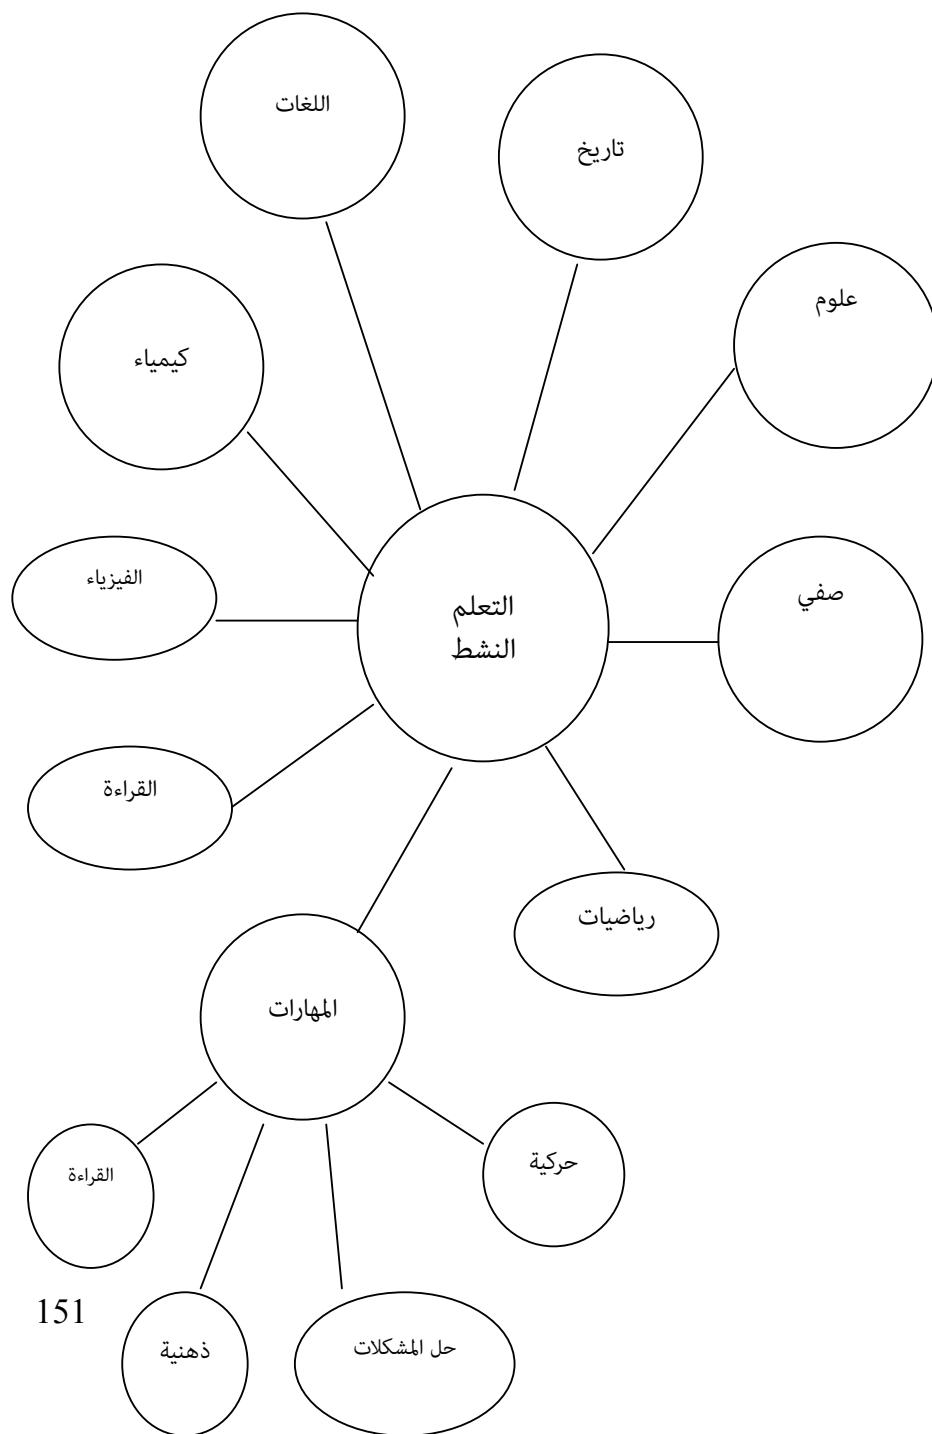 اللغات
تاريخ
علوم
كيمياء
الفيزياء
صفي
التعلم
النشط
القراءة
رياضيات
المهارات
حركية
القراءة
حل المشكلات
ذهنية
151